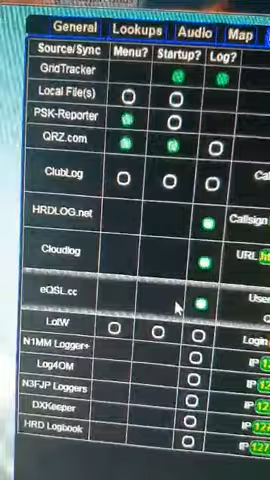 General Lookups Audio Map
Source/Sync Menu? Startup? Log?
GridTracker
Local File(s)
PSK-Reporter
QRZ.com
ClubLog
HRDLOG.net Callsign
Cloudlog URL
eQSL.cc
LotW Login
N1MM Logger+
Log4OM IP
N3FJP Loggers IP
DXKeeper IP
HRD Logbook IP 127